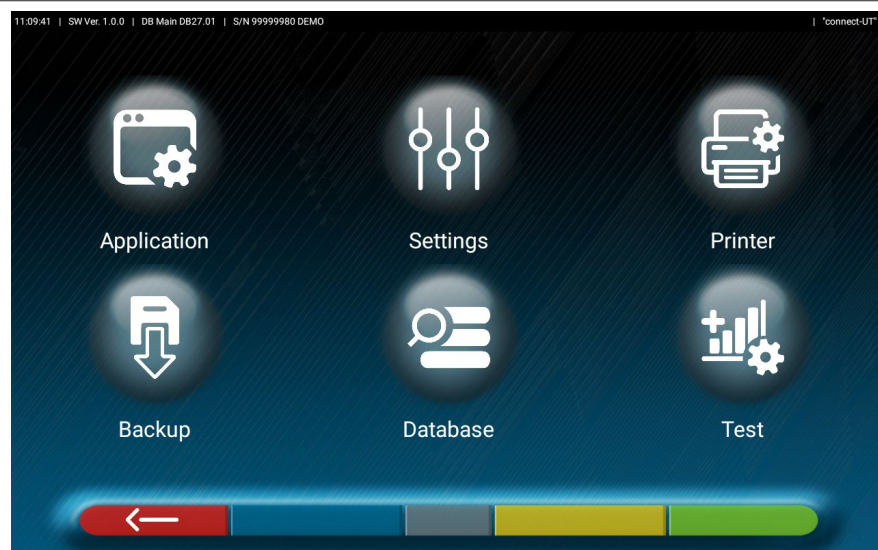 11:09:41 | SW Ver. 1.0.0 | DB Main DB27.01 | S/N 99999980 DEMO | "connect-UT"
Application Settings Printer
Backup Database Test